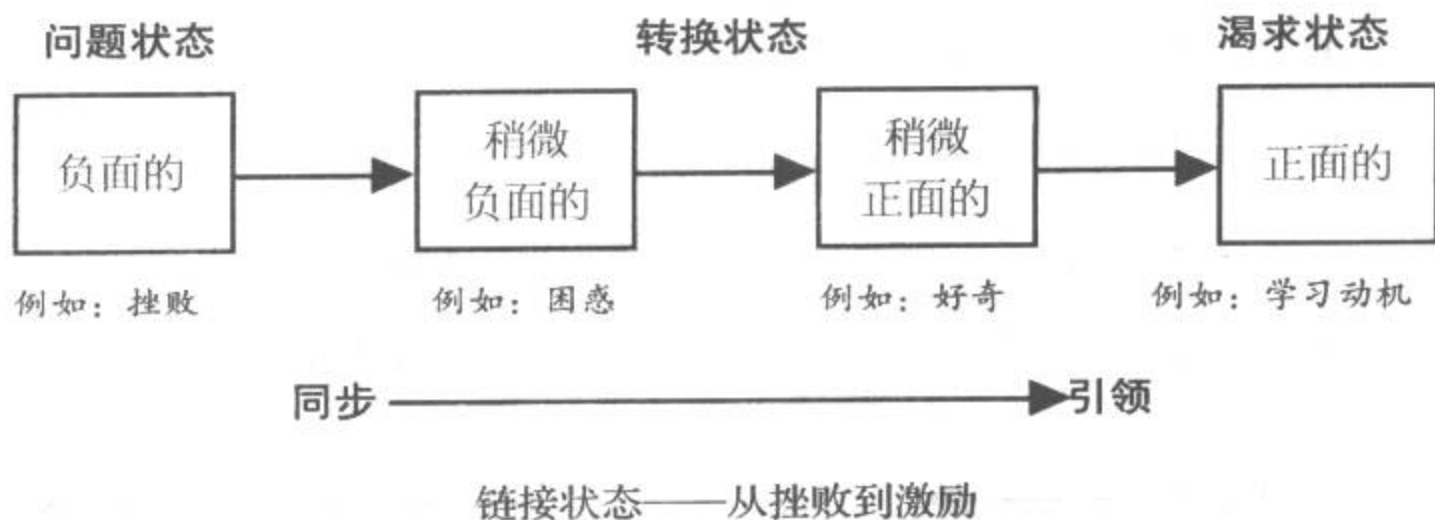 问题状态
转换状态
渴求状态
负面的
稍微
负面的
稍微
正面的
正面的
例如：挫败
例如：困惑
例如：好奇
例如：学习动机
同步
引领
链接状态——从挫败到激励